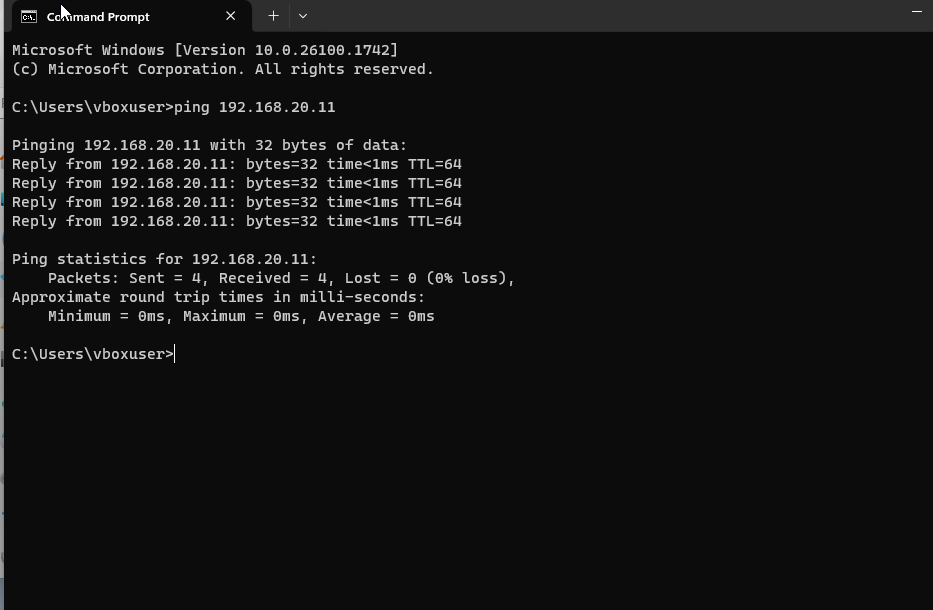 Command Prompt
Microsoft Windows [Version 10.0.26100.1742]
(c) Microsoft Corporation. All rights reserved.
C:\Users\vboxuser>ping 192.168.20.11
Pinging 192.168.20.11 with 32 bytes of data:
Reply from 192.168.20.11: bytes=32 time<1ms TTL=64
Reply from 192.168.20.11: bytes=32 time<1ms TTL=64
Reply from 192.168.20.11: bytes=32 time<1ms TTL=64
Reply from 192.168.20.11: bytes=32 time<1ms TTL=64
Ping statistics for 192.168.20.11:
    Packets: Sent = 4, Received = 4, Lost = 0 (0% loss),
Approximate round trip times in milli-seconds:
    Minimum = 0ms, Maximum = 0ms, Average = 0ms
C:\Users\vboxuser>